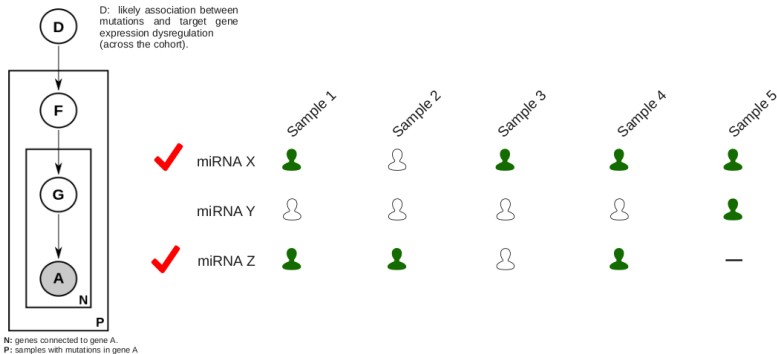 D: likely association between
mutations and target gene
expression dysregulation
(across the cohort).
D
F
G
A
N
P
N: genes connected to gene A.
P: samples with mutations in gene A
Sample 1
Sample 2
Sample 3
Sample 4
Sample 5
miRNA X
miRNA Y
miRNA Z